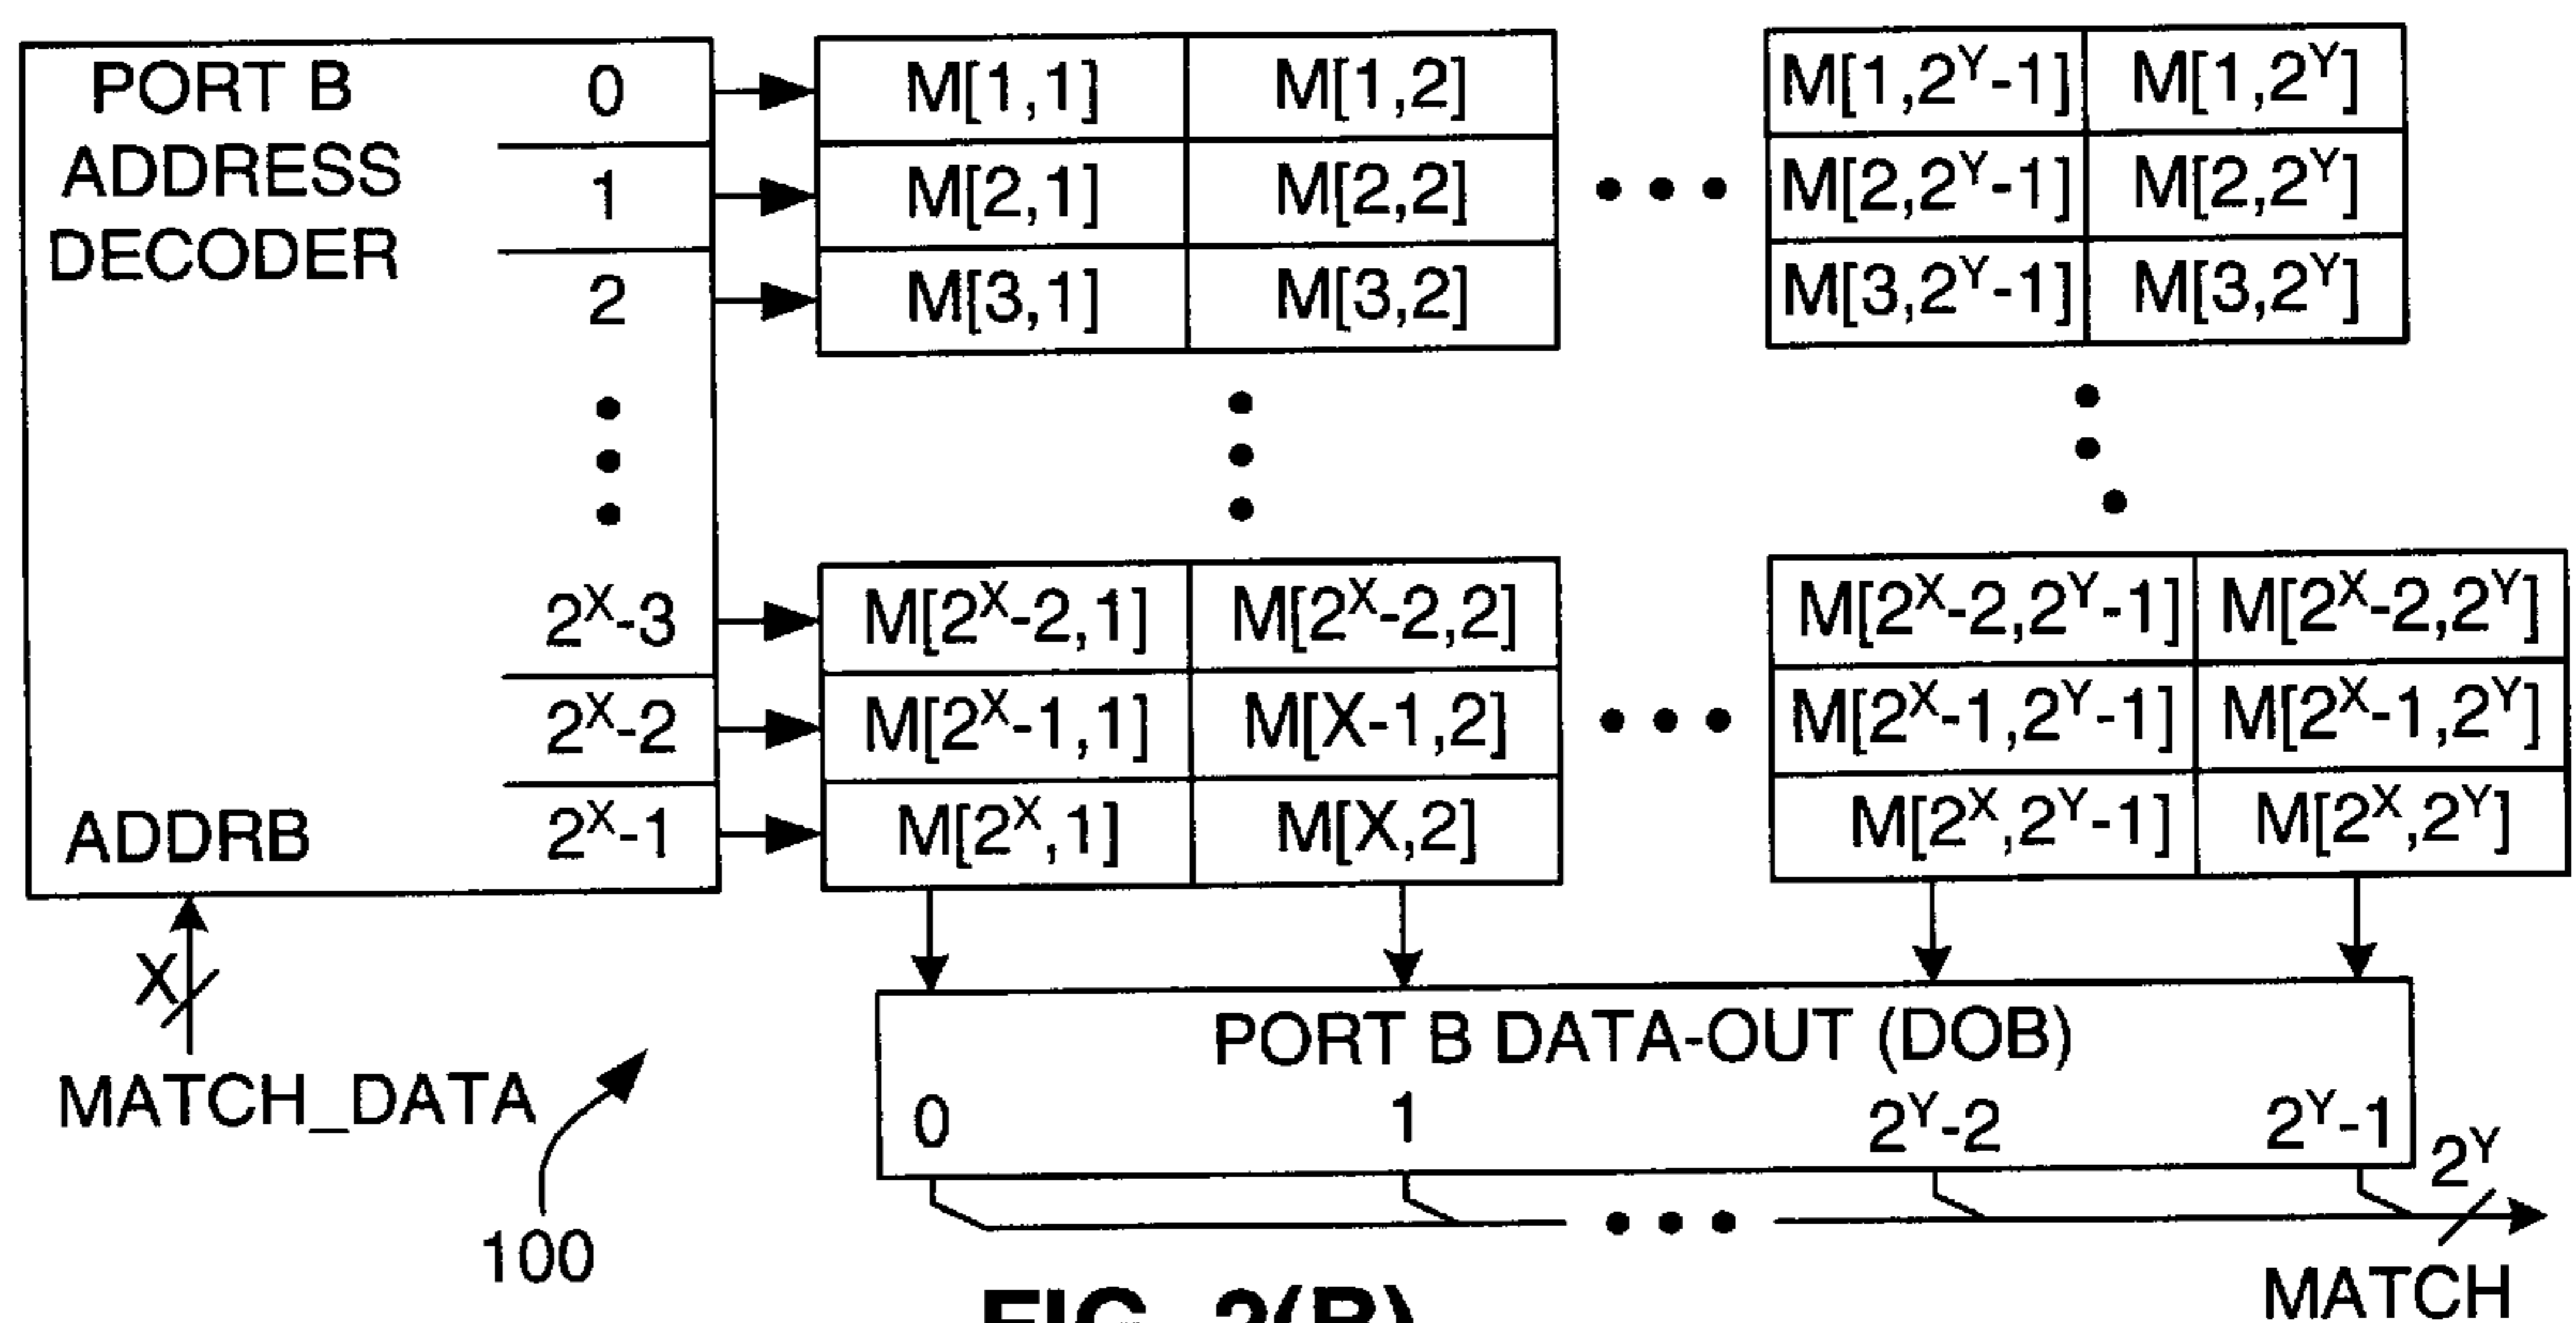 PORT B 0 M[1,1] M[1,2] M[1,2^Y-1] M[1,2^Y]
ADDRESS 1 M[2,1] M[2,2] • • • M[2,2^Y-1] M[2,2^Y]
DECODER 2 M[3,1] M[3,2] M[3,2^Y-1] M[3,2^Y]
2^X-3 M[2^X-2,1] M[2^X-2,2] M[2^X-2,2^Y-1] M[2^X-2,2^Y]
2^X-2 M[2^X-1,1] M[X-1,2] • • • M[2^X-1,2^Y-1] M[2^X-1,2^Y]
ADDRB 2^X-1 M[2^X,1] M[X,2] M[2^X,2^Y-1] M[2^X,2^Y]
X
PORT B DATA-OUT (DOB)
MATCH_DATA 0 1 2^Y-2 2^Y-1 2^Y
100 • • •
MATCH
FIG. 2(B)